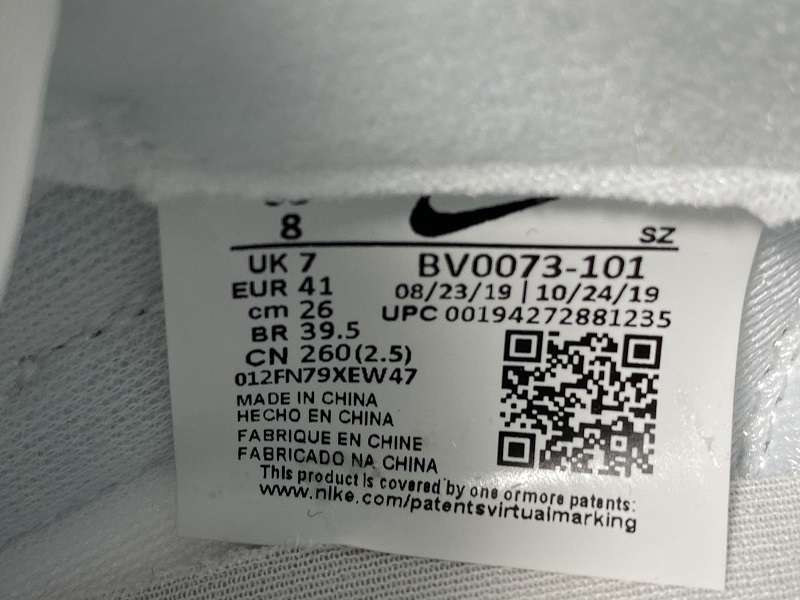 8
SZ
UK 7
EUR 41
cm 26
BR 39.5
CN 260(2.5)
012FN79XEW47
BV0073-101
08/23/19 | 10/24/19
UPC 00194272881235
MADE IN CHINA
HECHO EN CHINA
FABRIQUE EN CHINE
FABRICADO NA CHINA
This product is covered by one or more patents:
www.nike.com/patentsvirtualmarking